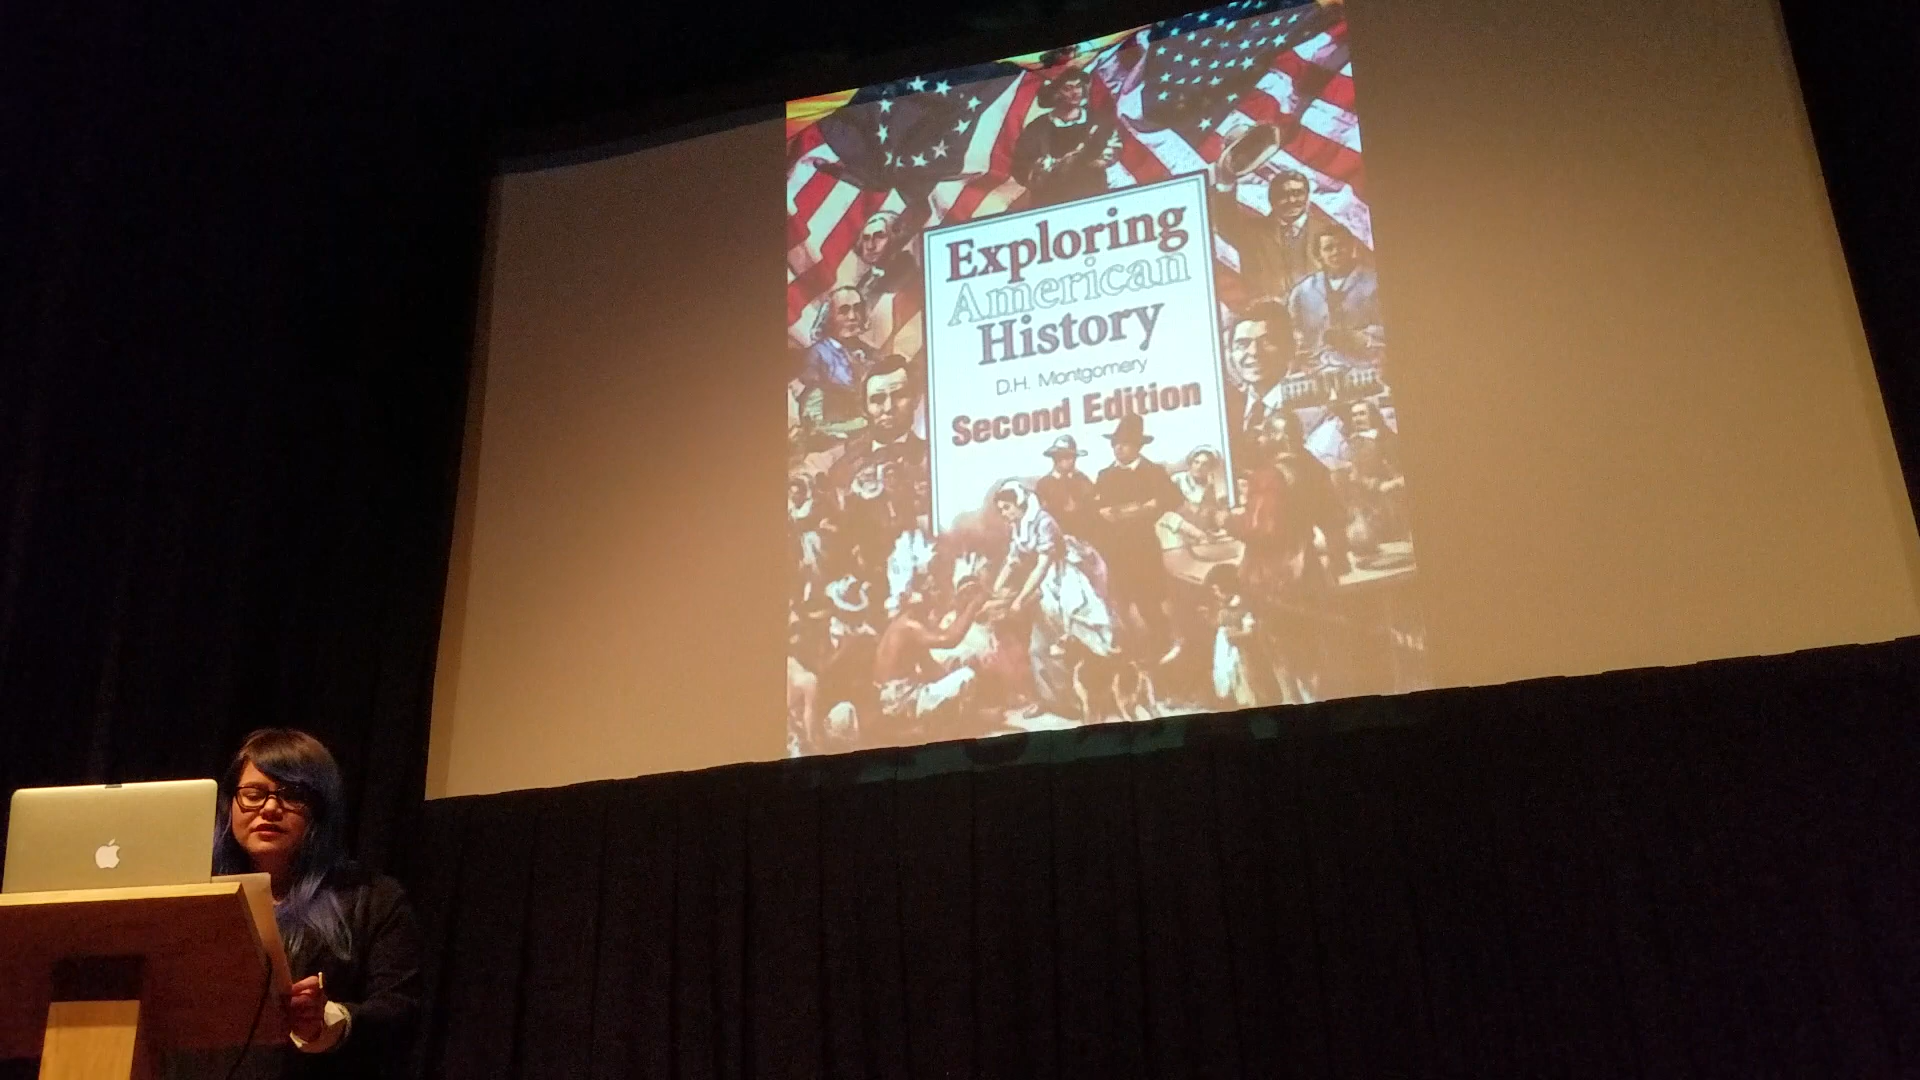 Exploring
American
History
D.H. Montgomery
Second Edition